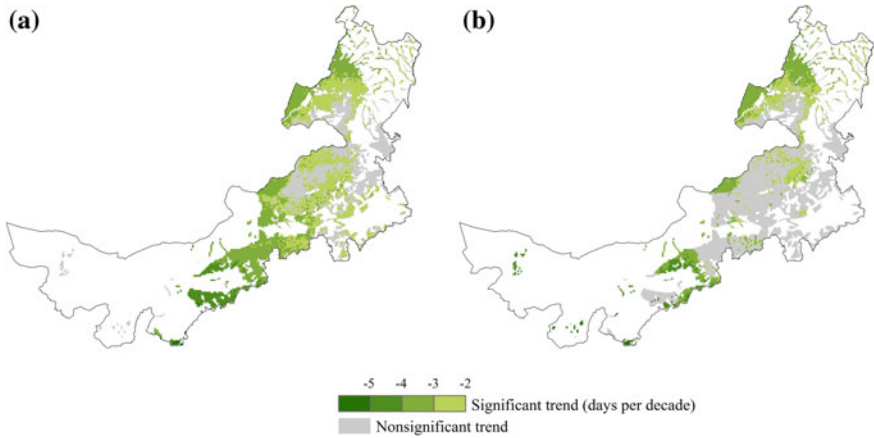 (a) (b)
-5 -4 -3 -2
Significant trend (days per decade)
Nonsignificant trend